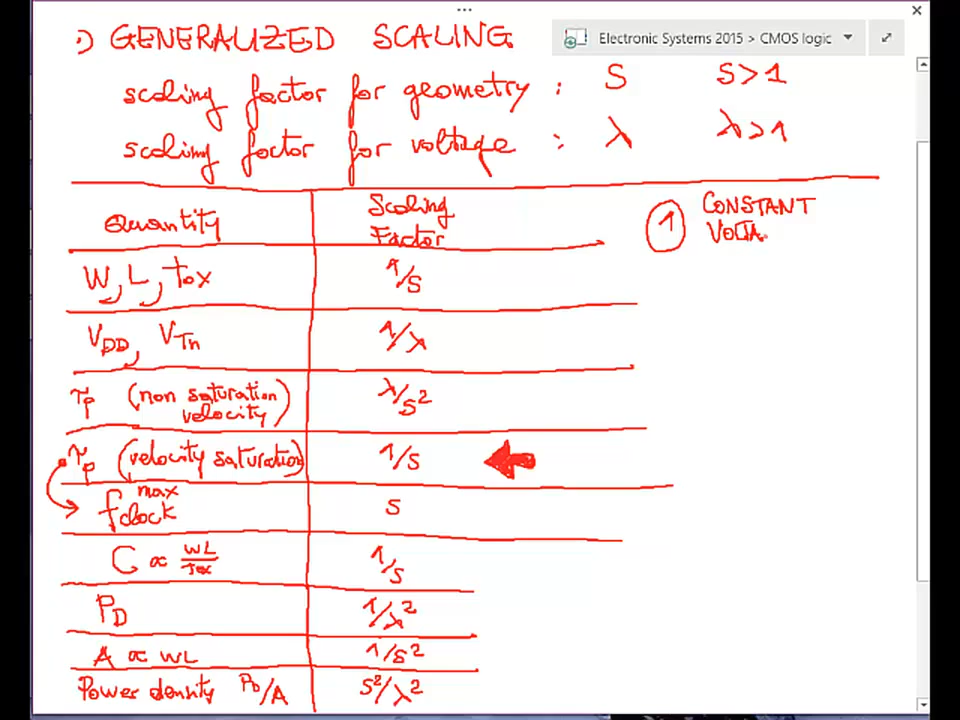 •) GENERALIZED SCALING
Electronic Systems 2015 > CMOS logic
scaling factor for geometry : S S>1
scaling factor for voltage : λ λ>1
Quantity Scaling Factor
① CONSTANT
VOLTA
W, L, tox 1/S
VDD, VTn 1/λ
τp (non saturation velocity) λ/S²
τp (velocity saturation) 1/S
f clock max S
C ∝ WL/tox 1/S
PD 1/λ²
A ∝ WL 1/S²
Power density PD/A S²/λ²